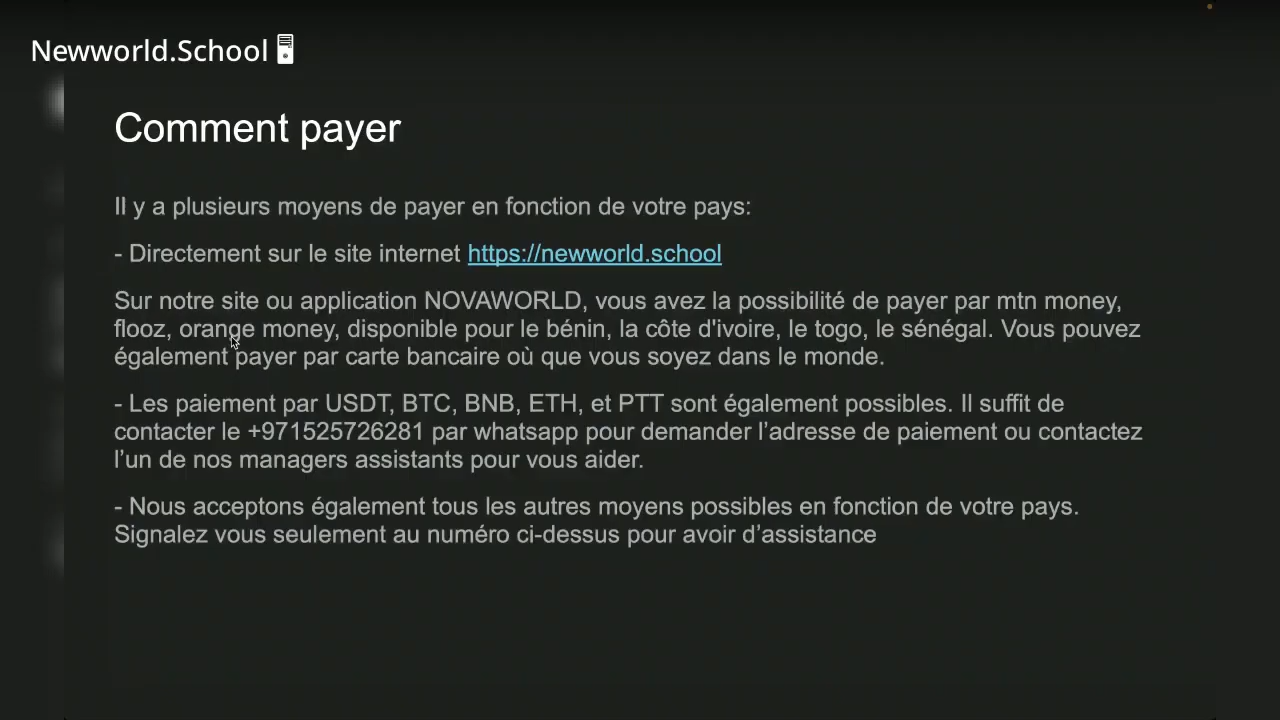 Newworld.School
Comment payer
Il y a plusieurs moyens de payer en fonction de votre pays:
- Directement sur le site internet https://newworld.school
Sur notre site ou application NOVAWORLD, vous avez la possibilité de payer par mtn money,
flooz, orange money, disponible pour le bénin, la côte d'ivoire, le togo, le sénégal. Vous pouvez
également payer par carte bancaire où que vous soyez dans le monde.
- Les paiement par USDT, BTC, BNB, ETH, et PTT sont également possibles. Il suffit de
contacter le +971525726281 par whatsapp pour demander l’adresse de paiement ou contactez
l’un de nos managers assistants pour vous aider.
- Nous acceptons également tous les autres moyens possibles en fonction de votre pays.
Signalez vous seulement au numéro ci-dessus pour avoir d’assistance